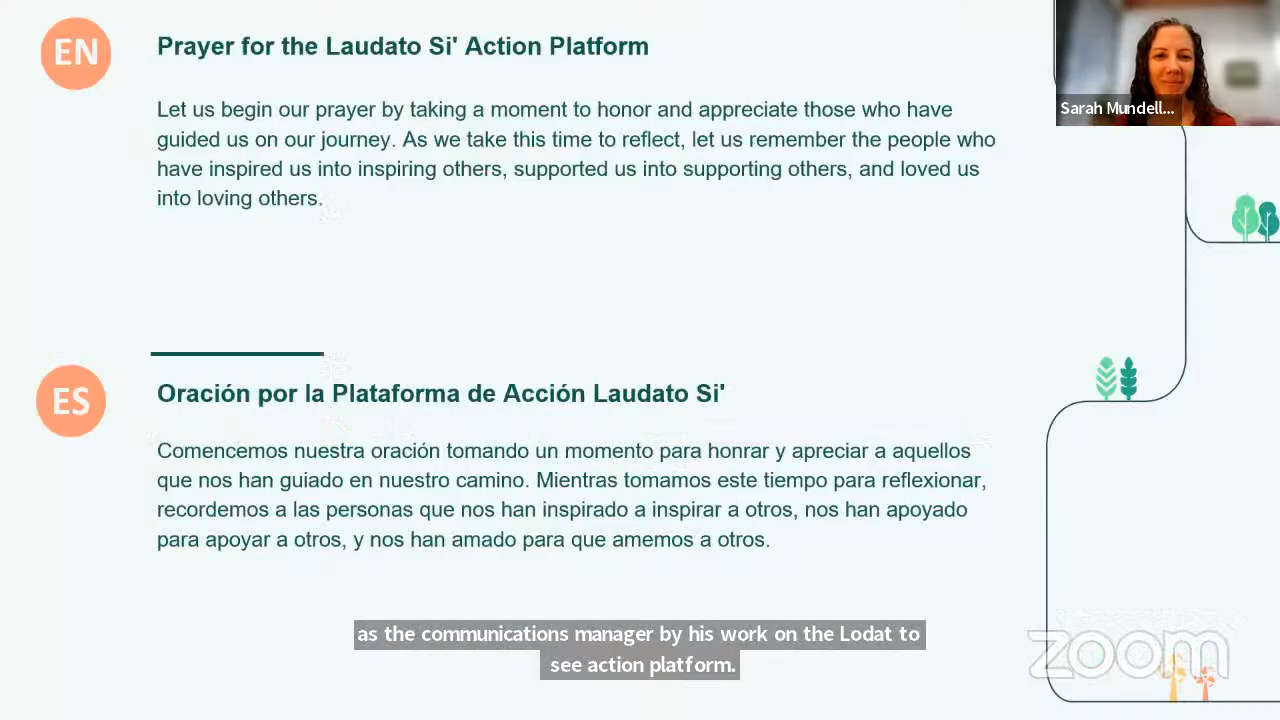 EN
Prayer for the Laudato Si' Action Platform
Let us begin our prayer by taking a moment to honor and appreciate those who have
guided us on our journey. As we take this time to reflect, let us remember the people who
have inspired us into inspiring others, supported us into supporting others, and loved us
into loving others.
Sarah Mundell...
ES
Oración por la Plataforma de Acción Laudato Si'
Comencemos nuestra oración tomando un momento para honrar y apreciar a aquellos
que nos han guiado en nuestro camino. Mientras tomamos este tiempo para reflexionar,
recordemos a las personas que nos han inspirado a inspirar a otros, nos han apoyado
para apoyar a otros, y nos han amado para que amemos a otros.
as the communications manager by his work on the Lodat to
see action platform.
zoom